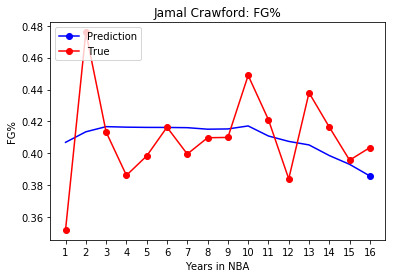 Jamal Crawford: FG%
0.48
0.46
0.44
0.42
0.40
0.38
0.36
FG%
Prediction
True
1 2 3 4 5 6 7 8 9 10 11 12 13 14 15 16
Years in NBA